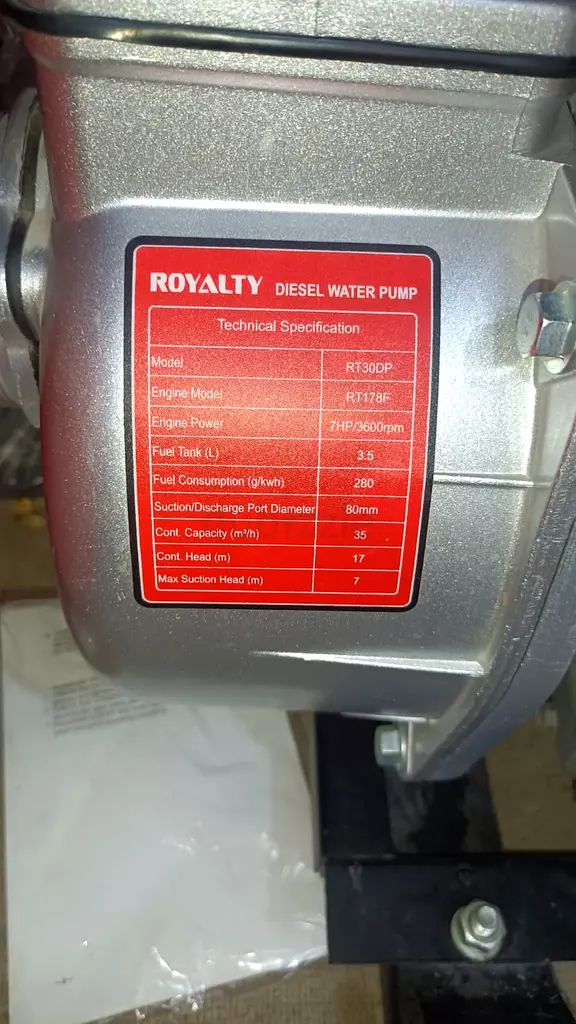 ROYALTY DIESEL WATER PUMP
Technical Specification
Model RT30DP
Engine Model RT178F
Engine Power 7HP/3600rpm
Fuel Tank (L) 3.5
Fuel Consumption (g/kwh) 280
Suction/Discharge Port Diameter 80mm
Cont. Capacity (m³/h) 35
Cont. Head (m) 17
Max Suction Head (m) 7